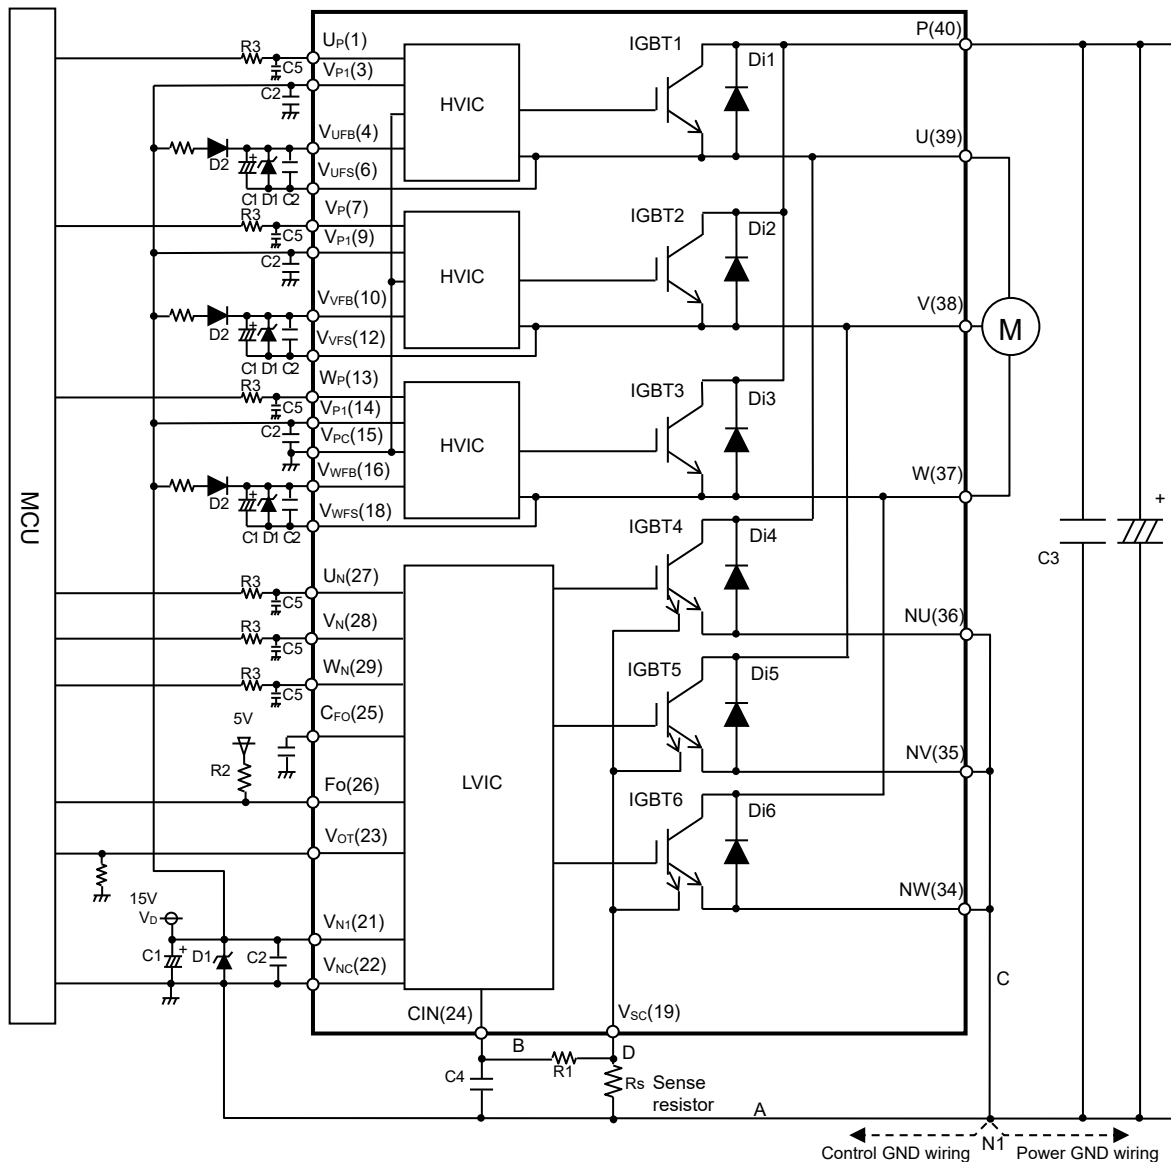 MCU
R3
C5
UP(1)
VP1(3)
C2
HVIC
IGBT1
Di1
P(40)
D2
C1
+
D1
C2
VUFB(4)
VUFS(6)
U(39)
R3
C5
VP(7)
VP1(9)
C2
HVIC
IGBT2
Di2
D2
C1
+
D1
C2
VVFB(10)
VVFS(12)
V(38)
M
R3
C5
WP(13)
VP1(14)
C2
VPC(15)
HVIC
IGBT3
Di3
D2
C1
+
D1
C2
VWFB(16)
VWFS(18)
W(37)
C3
+
IGBT4
Di4
R3
C5
UN(27)
R3
C5
VN(28)
NU(36)
R3
C5
WN(29)
IGBT5
Di5
CFO(25)
5V
R2
Fo(26)
LVIC
NV(35)
IGBT6
Di6
VOT(23)
15V
VD
NW(34)
VN1(21)
C1
+
D1
C2
VNC(22)
C
CIN(24)
VSC(19)
B
D
R1
C4
Rs
Sense
resistor
A
N1
Control GND wiring
Power GND wiring